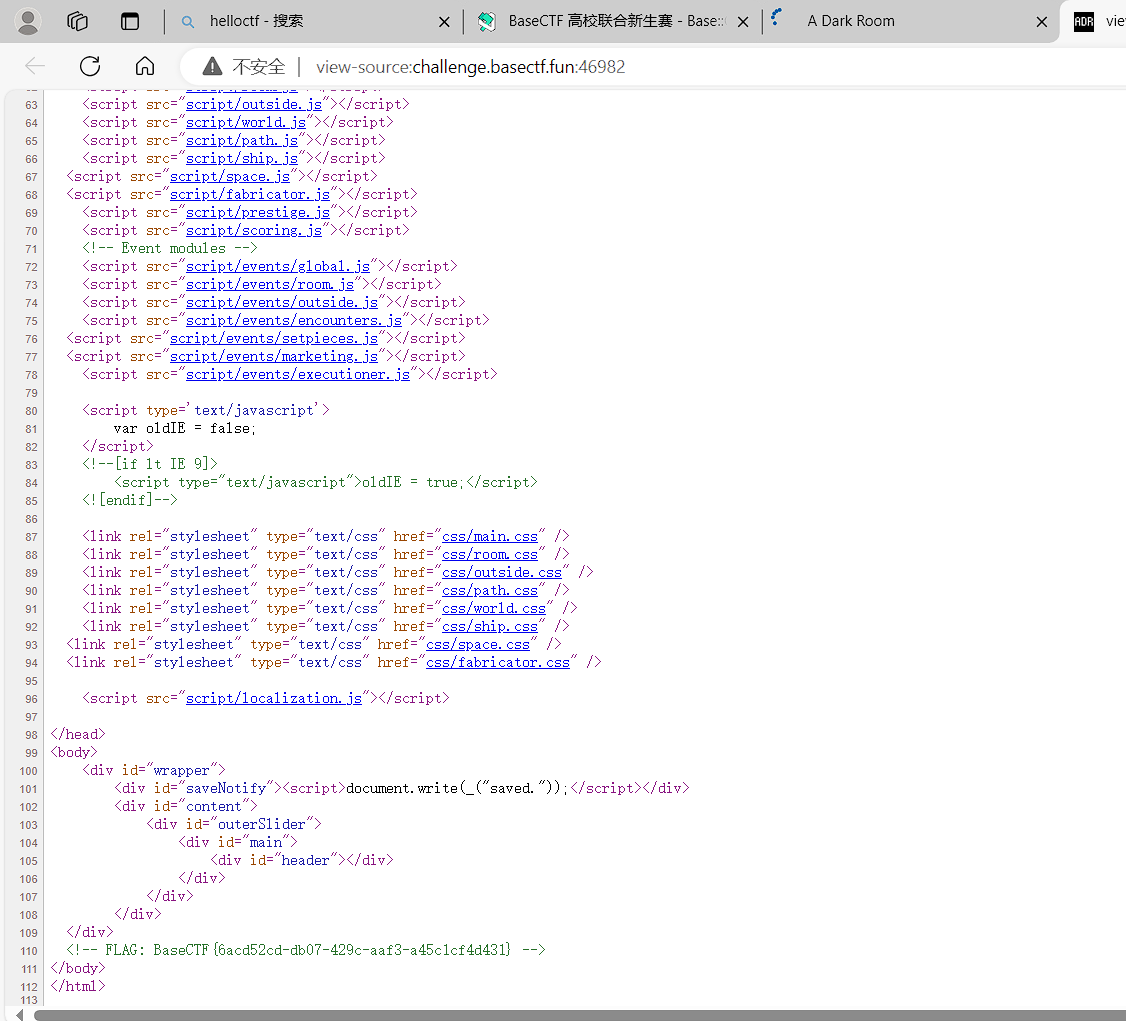 helloctf - 搜索
BaseCTF 高校联合新生赛 - Base::
A Dark Room
ADR
不安全 | view-source:challenge.basectf.fun:46982
63 <script src="script/outside.js"></script>
64 <script src="script/world.js"></script>
65 <script src="script/path.js"></script>
66 <script src="script/ship.js"></script>
67 <script src="script/space.js"></script>
68 <script src="script/fabricator.js"></script>
69 <script src="script/prestige.js"></script>
70 <script src="script/scoring.js"></script>
71 <!-- Event modules -->
72 <script src="script/events/global.js"></script>
73 <script src="script/events/room.js"></script>
74 <script src="script/events/outside.js"></script>
75 <script src="script/events/encounters.js"></script>
76 <script src="script/events/setpieces.js"></script>
77 <script src="script/events/marketing.js"></script>
78 <script src="script/events/executioner.js"></script>
79
80 <script type='text/javascript'>
81 var oldIE = false;
82 </script>
83 <!--[if lt IE 9]>
84 <script type="text/javascript">oldIE = true;</script>
85 <![endif]-->
86
87 <link rel="stylesheet" type="text/css" href="css/main.css" />
88 <link rel="stylesheet" type="text/css" href="css/room.css" />
89 <link rel="stylesheet" type="text/css" href="css/outside.css" />
90 <link rel="stylesheet" type="text/css" href="css/path.css" />
91 <link rel="stylesheet" type="text/css" href="css/world.css" />
92 <link rel="stylesheet" type="text/css" href="css/ship.css" />
93 <link rel="stylesheet" type="text/css" href="css/space.css" />
94 <link rel="stylesheet" type="text/css" href="css/fabricator.css" />
95
96 <script src="script/localization.js"></script>
97
98 </head>
99 <body>
100 <div id="wrapper">
101 <div id="saveNotify"><script>document.write(_("saved."));</script></div>
102 <div id="content">
103 <div id="outerSlider">
104 <div id="main">
105 <div id="header"></div>
106 </div>
107 </div>
108 </div>
109 </div>
110 <!-- FLAG: BaseCTF{6acd52cd-db07-429c-aaf3-a45c1cf4d431} -->
111 </body>
112 </html>
113